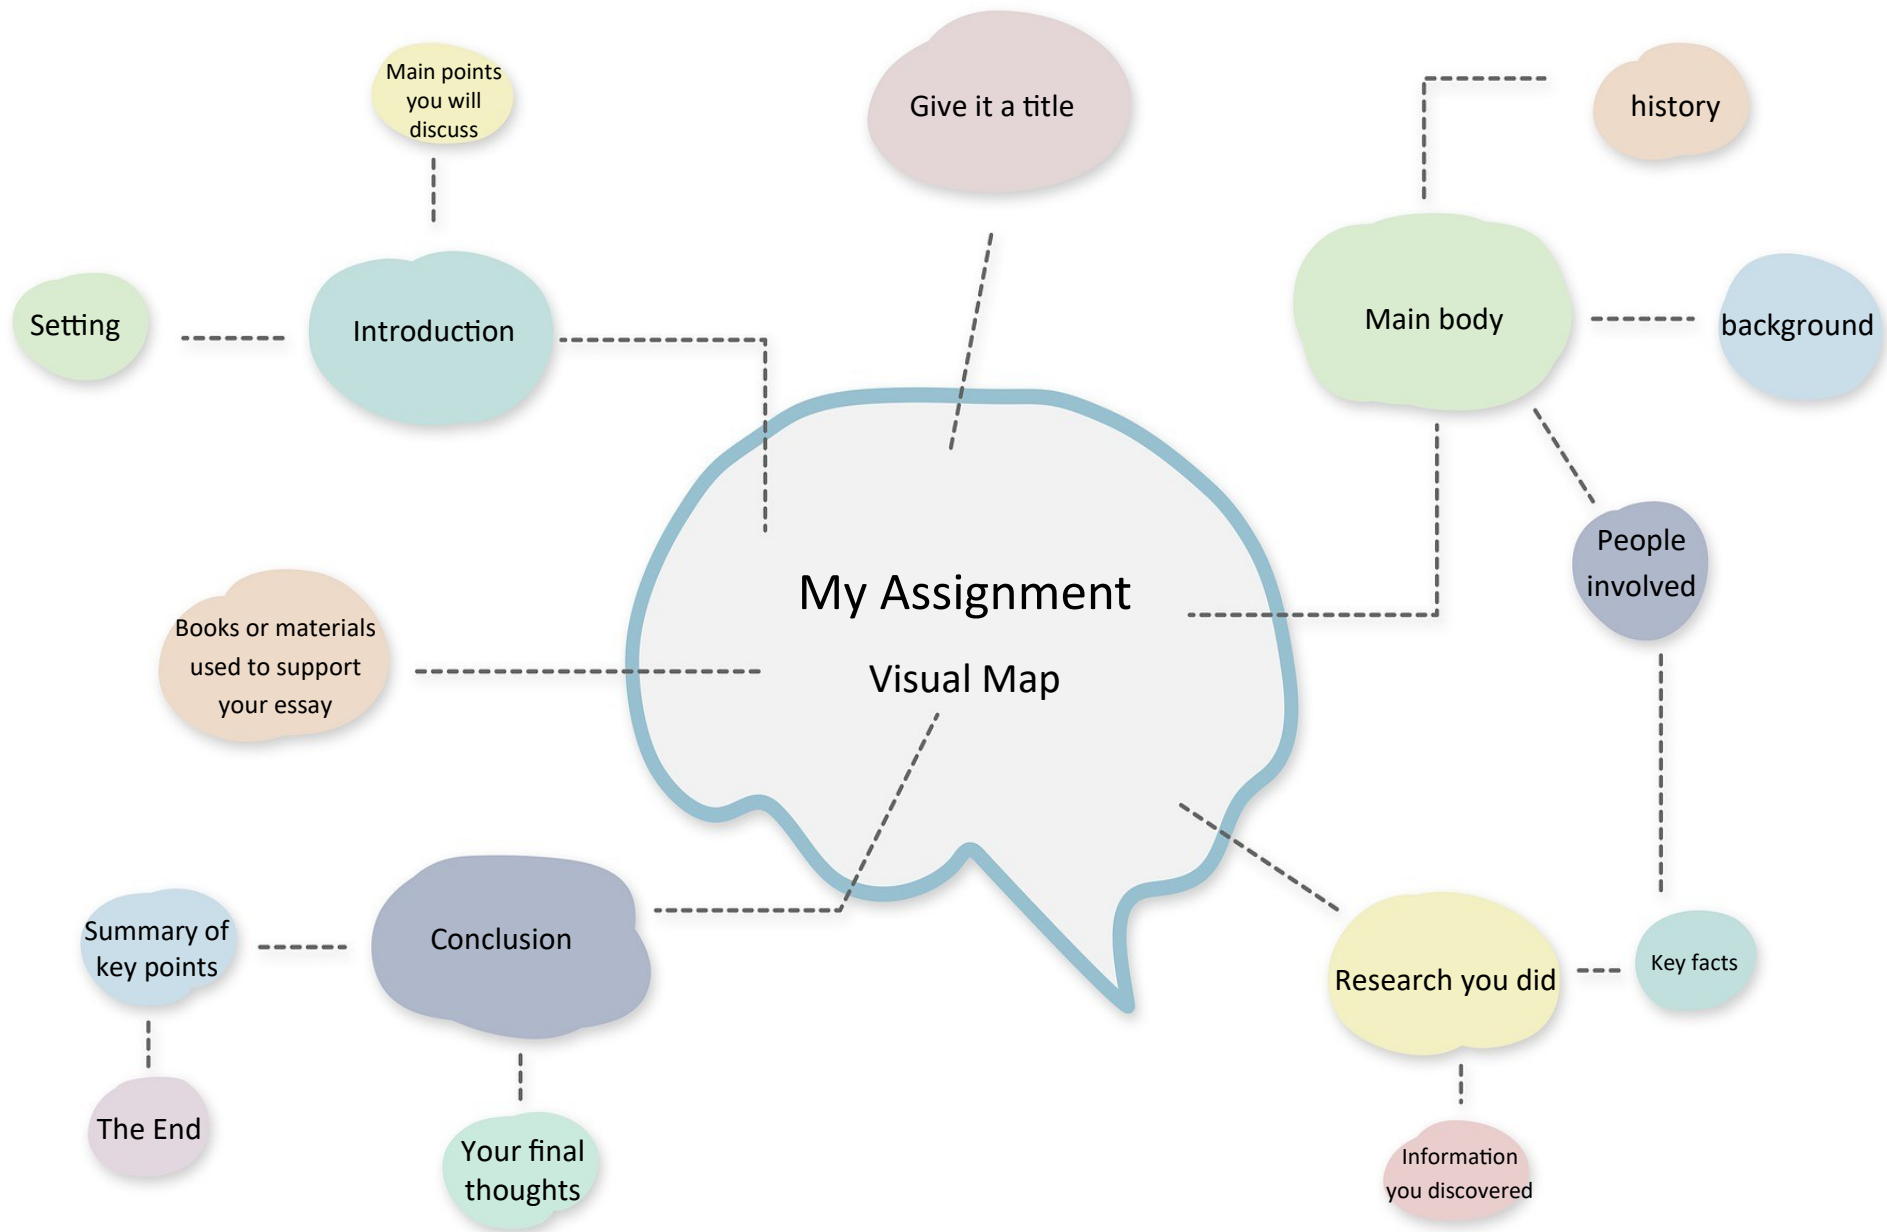 Main points
you will
discuss
Give it a title
history
Setting
Introduction
Main body
background
People
involved
My Assignment
Visual Map
Books or materials
used to support
your essay
Summary of
key points
Conclusion
Research you did
Key facts
The End
Your final
thoughts
Information
you discovered